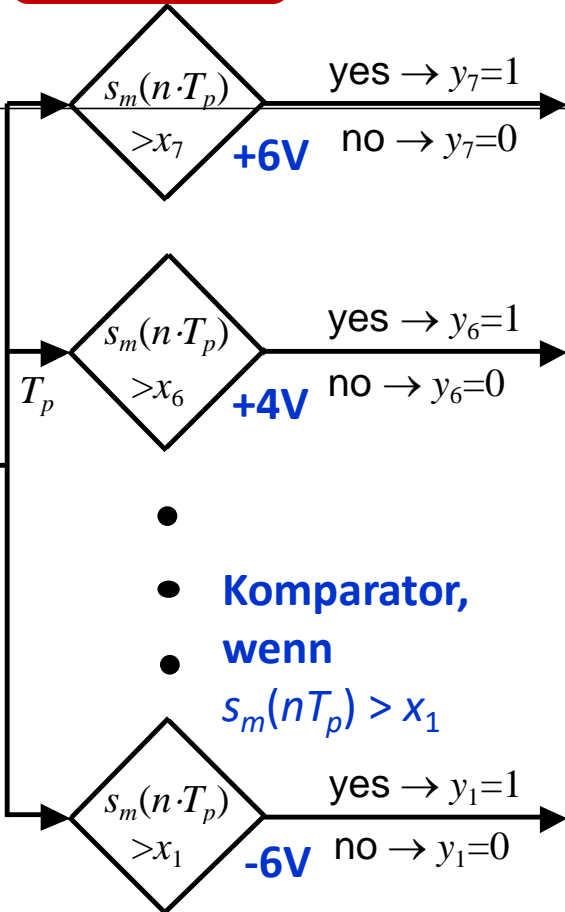 s_m(n·T_p)
>x_7
+6V
yes → y_7=1
no → y_7=0
T_p
s_m(n·T_p)
>x_6
+4V
yes → y_6=1
no → y_6=0
Komparator,
wenn
s_m(nT_p) > x_1
s_m(n·T_p)
>x_1
-6V
yes → y_1=1
no → y_1=0